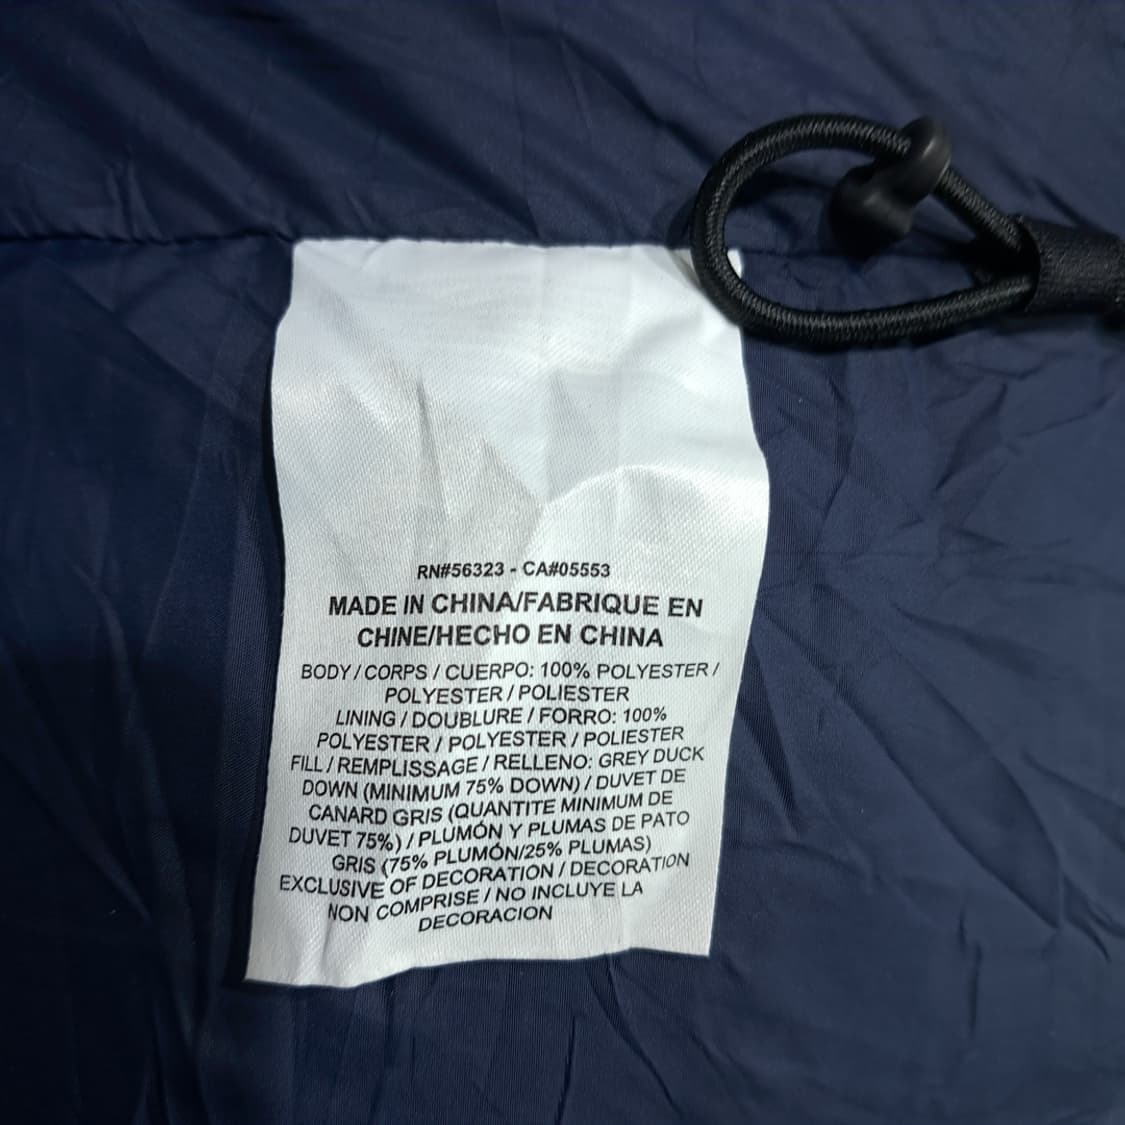 RN#56323 - CA#05553
MADE IN CHINA/FABRIQUE EN
CHINE/HECHO EN CHINA
BODY / CORPS / CUERPO: 100% POLYESTER /
POLYESTER / POLIESTER
LINING / DOUBLURE / FORRO: 100%
POLYESTER / POLYESTER / POLIESTER
FILL / REMPLISSAGE / RELLENO: GREY DUCK
DOWN (MINIMUM 75% DOWN) / DUVET DE
CANARD GRIS (QUANTITE MINIMUM DE
DUVET 75%) / PLUMÓN Y PLUMAS DE PATO
GRIS (75% PLUMÓN/25% PLUMAS)
EXCLUSIVE OF DECORATION / DECORATION
NON COMPRISE / NO INCLUYE LA
DECORACION